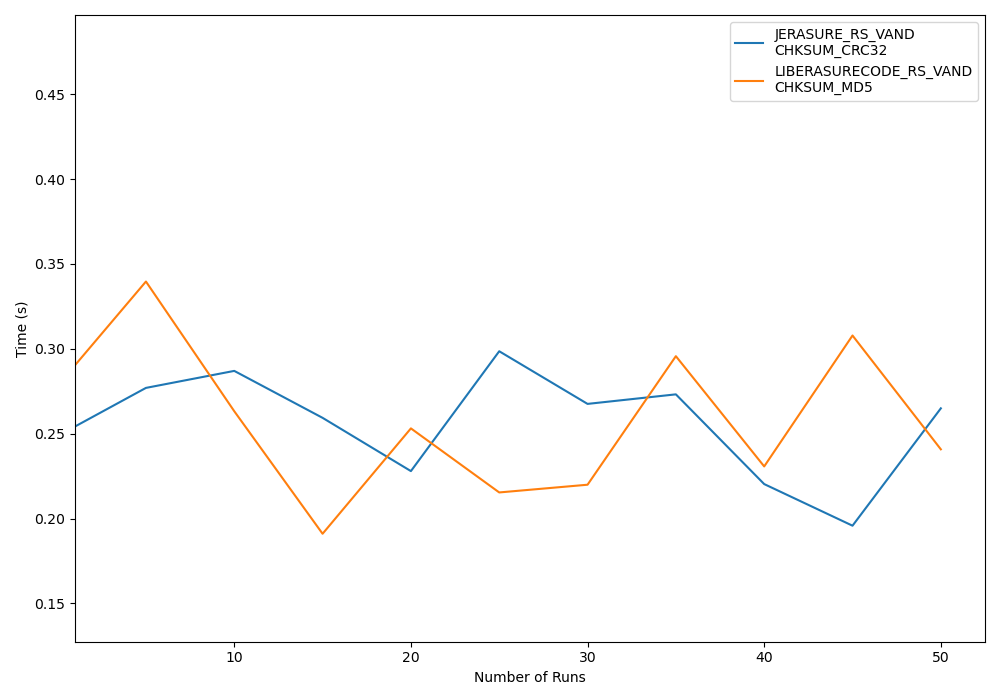 JERASURE_RS_VAND
CHKSUM_CRC32
LIBERASURECODE_RS_VAND
CHKSUM_MD5
0.45
0.40
0.35
0.30
0.25
0.20
0.15
Time (s)
10 20 30 40 50
Number of Runs